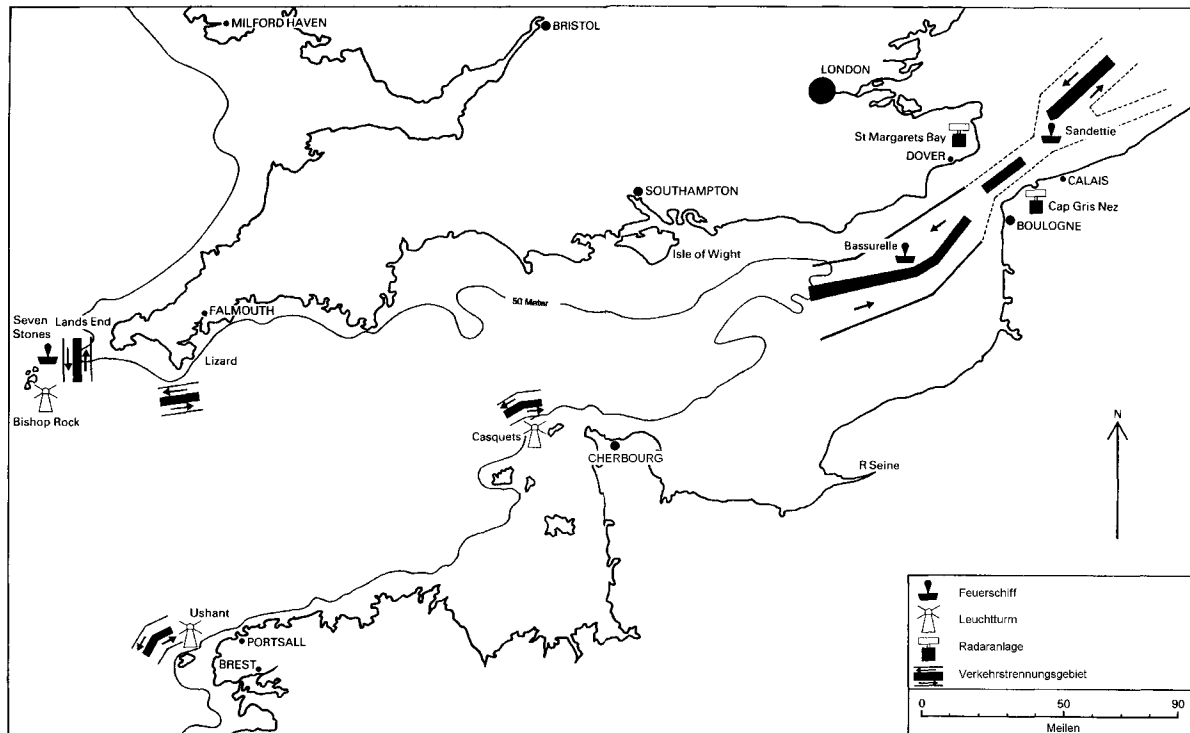 MILFORD HAVEN
BRISTOL
LONDON
St Margarets Bay
DOVER
Sandettie
CALAIS
Cap Gris Nez
BOULOGNE
SOUTHAMPTON
Isle of Wight
Bassurelle
50 Meter
FALMOUTH
Seven
Stones
Lands End
Lizard
Bishop Rock
Casquets
CHERBOURG
R Seine
N
Ushant
PORTSALL
BREST
Feuerschiff
Leuchtturm
Radaranlage
Verkehrstrennungsgebiet
0 50 90
Meilen